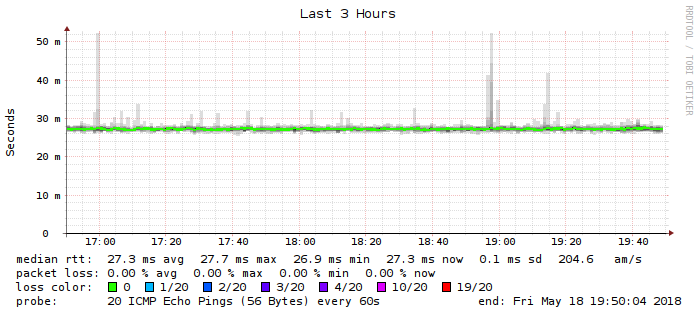 Last 3 Hours
RRDTOOL / TOBI OETIKER
Seconds
50 m
40 m
30 m
20 m
10 m
0
17:00 17:20 17:40 18:00 18:20 18:40 19:00 19:20 19:40
median rtt: 27.3 ms avg 27.7 ms max 26.9 ms min 27.3 ms now 0.1 ms sd 204.6 am/s
packet loss: 0.00 % avg 0.00 % max 0.00 % min 0.00 % now
loss color: 0 1/20 2/20 3/20 4/20 10/20 19/20
probe: 20 ICMP Echo Pings (56 Bytes) every 60s end: Fri May 18 19:50:04 2018